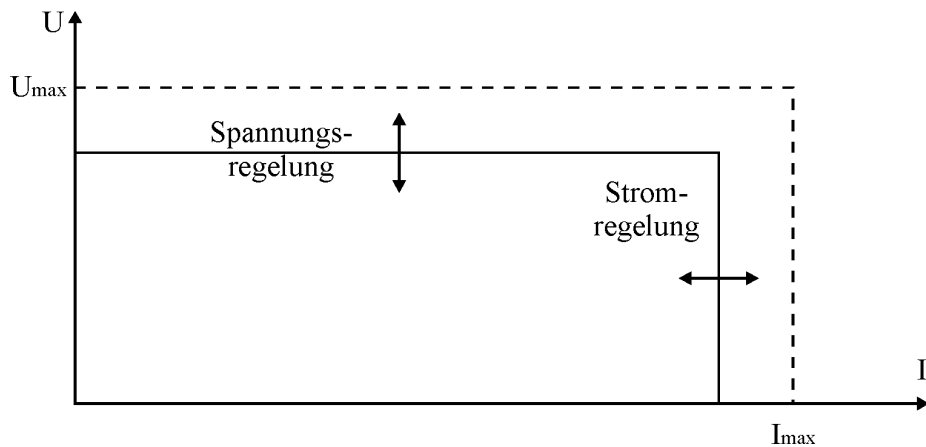 U
Umax
Spannungs-
regelung
Strom-
regelung
I
Imax